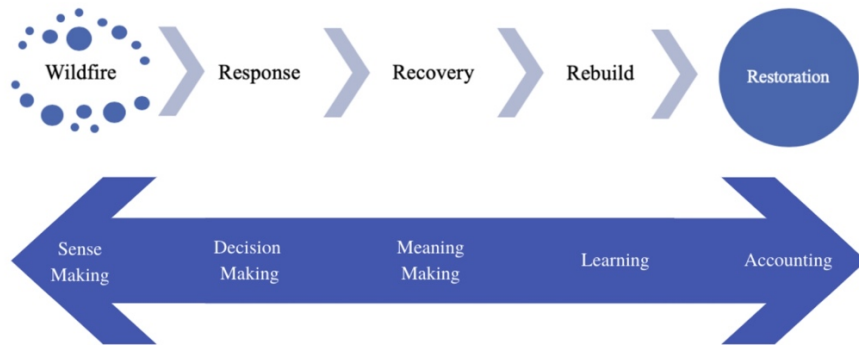 Wildfire
Response
Recovery
Rebuild
Restoration
Sense
Making
Decision
Making
Meaning
Making
Learning
Accounting